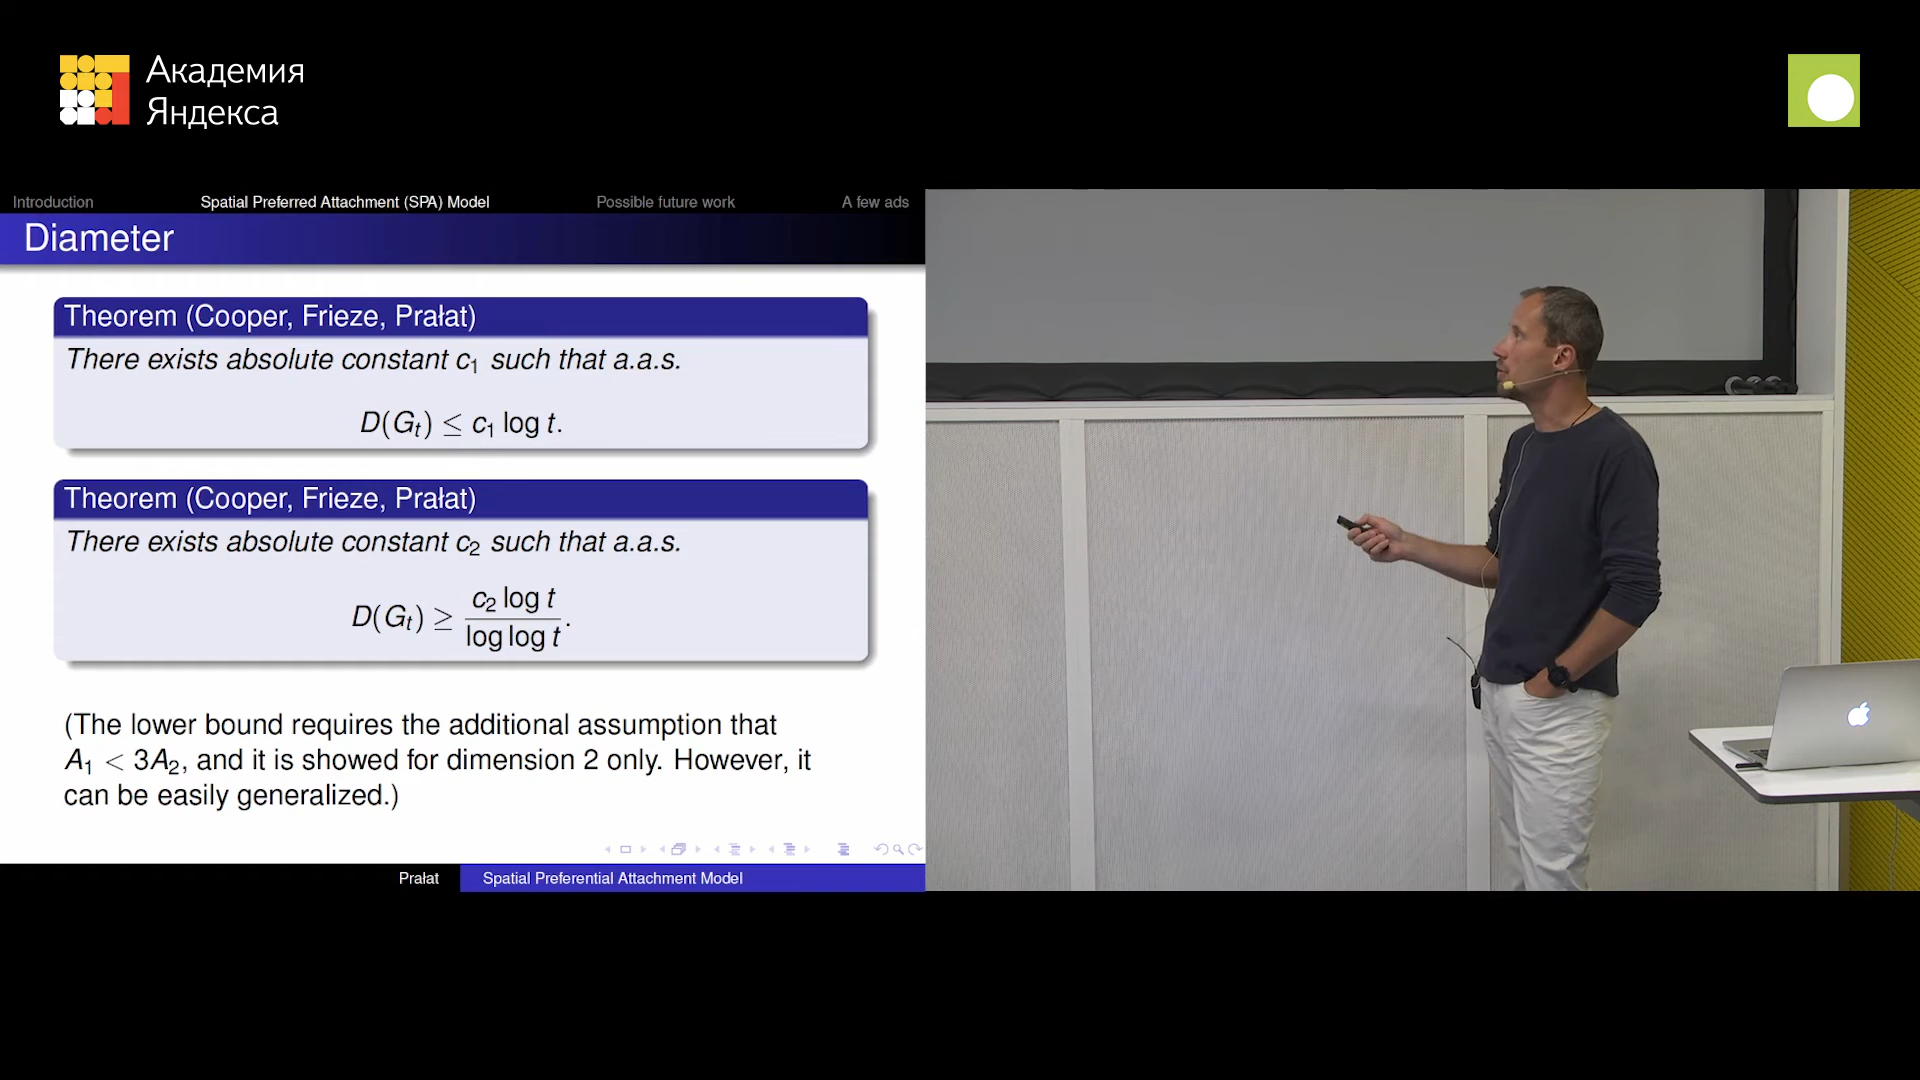 Академия
Яндекса
Introduction Spatial Preferred Attachment (SPA) Model Possible future work A few ads
Diameter
Theorem (Cooper, Frieze, Prałat)
There exists absolute constant c₁ such that a.a.s.
D(Gₜ) ≤ c₁ log t.
Theorem (Cooper, Frieze, Prałat)
There exists absolute constant c₂ such that a.a.s.
D(Gₜ) ≥ c₂ log t / log log t.
(The lower bound requires the additional assumption that
A₁ < 3A₂, and it is showed for dimension 2 only. However, it
can be easily generalized.)
Prałat Spatial Preferential Attachment Model